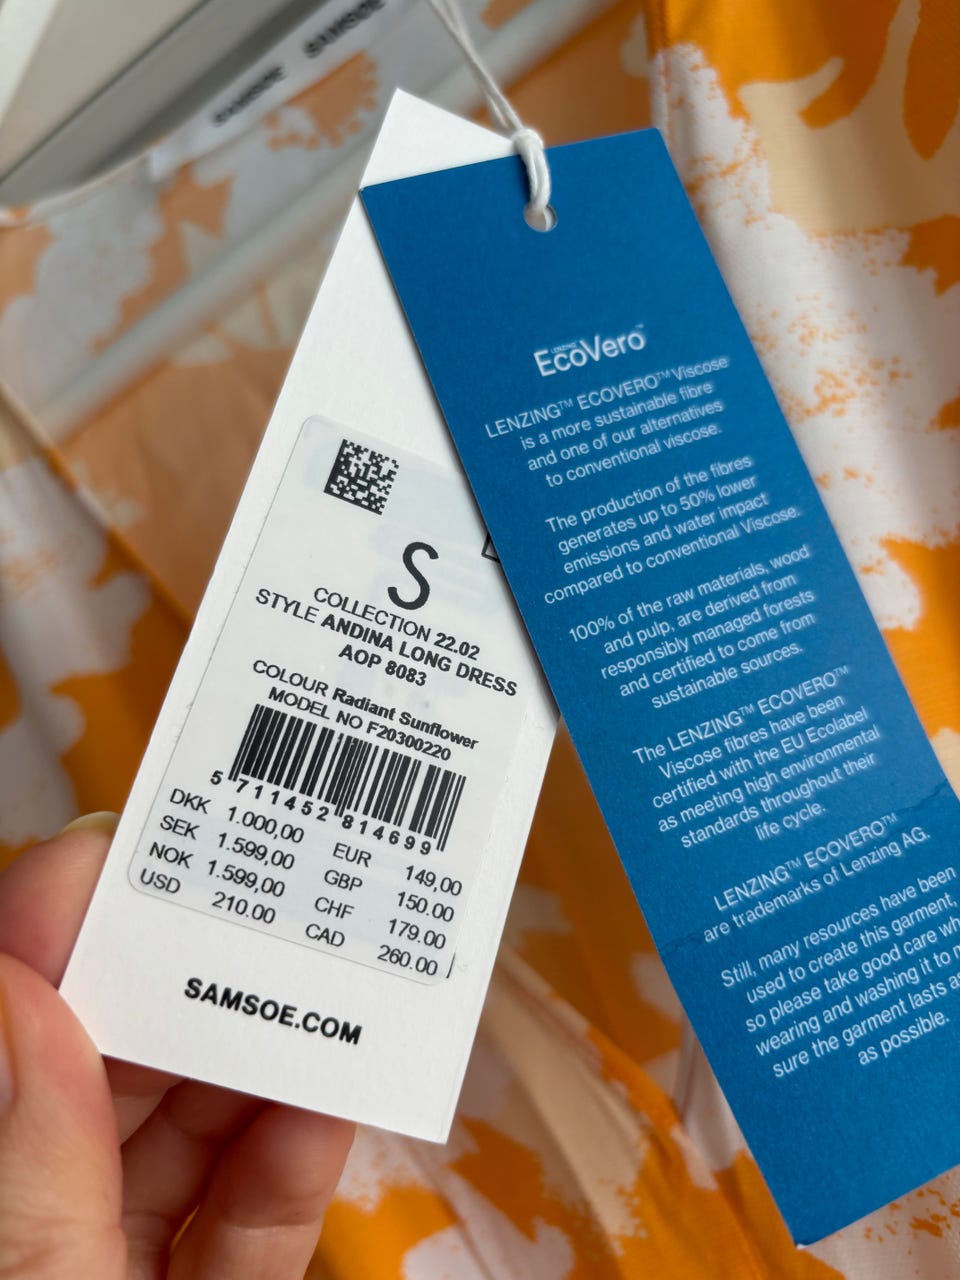 SAMSOE SAMSOE
S
COLLECTION 22.02
STYLE ANDINA LONG DRESS
AOP 8083
COLOUR Radiant Sunflower
MODEL NO F20300220
5 711452 814699
DKK 1.000,00 EUR 149,00
SEK 1.599,00 GBP 150.00
NOK 1.599,00 CHF 179.00
USD 210.00 CAD 260.00
SAMSOE.COM
LENZING™
EcoVero™
LENZING™ ECOVERO™ Viscose
is a more sustainable fibre
and one of our alternatives
to conventional viscose.
The production of the fibres
generates up to 50% lower
emissions and water impact
compared to conventional Viscose.
100% of the raw materials, wood
and pulp, are derived from
responsibly managed forests
and certified to come from
sustainable sources.
The LENZING™ ECOVERO™
Viscose fibres have been
certified with the EU Ecolabel
as meeting high environmental
standards throughout their
life cycle.
LENZING™ ECOVERO™
are trademarks of Lenzing AG.
Still, many resources have been
used to create this garment,
so please take good care
wearing and washing it to
sure the garment lasts
as possible.